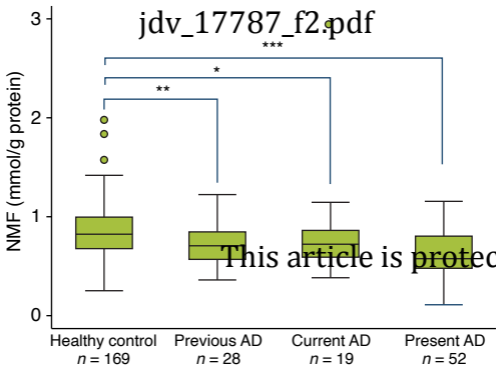 jdv_17787_f2.pdf
3
***
*
**
2
NMF (mmol/g protein)
1
This article is protec
0
Healthy control Previous AD Current AD Present AD
n = 169 n = 28 n = 19 n = 52